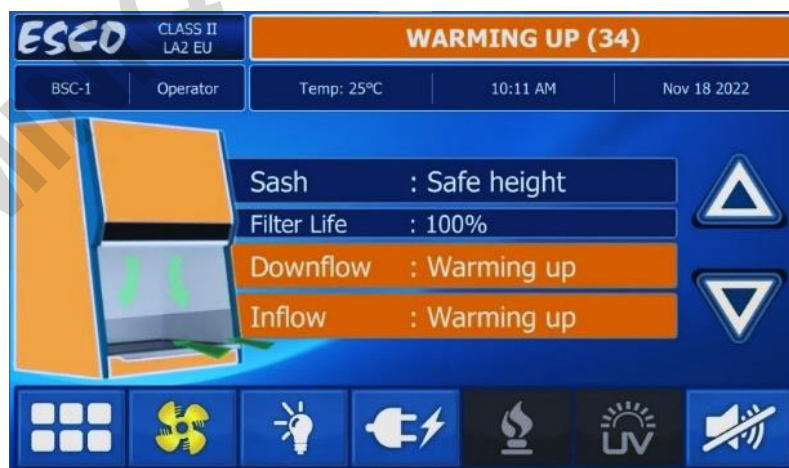 ESCO
CLASS II
LA2 EU
WARMING UP (34)
BSC-1
Operator
Temp: 25°C
10:11 AM
Nov 18 2022
Sash : Safe height
Filter Life : 100%
Downflow : Warming up
Inflow : Warming up
UV